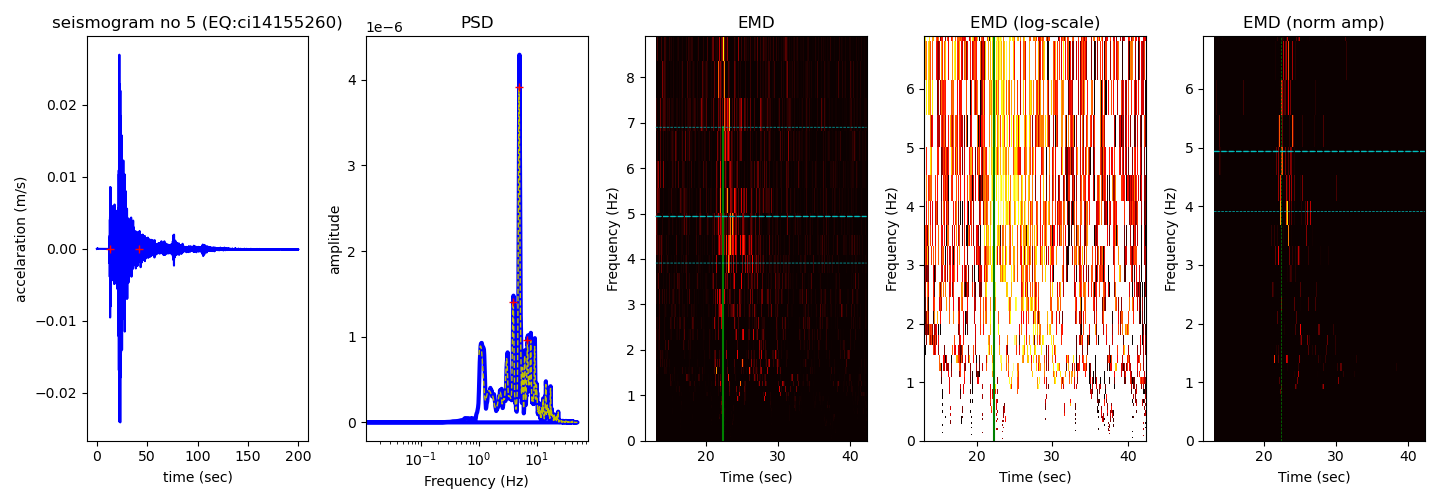 seismogram no 5 (EQ:ci14155260)
accelaration (m/s)
0.02
0.01
0.00
−0.01
−0.02
0 50 100 150 200
time (sec)
PSD
1e−6
amplitude
4
3
2
1
0
10−1 100 101
Frequency (Hz)
EMD
Frequency (Hz)
8
7
6
5
4
3
2
1
0
20 30 40
Time (sec)
EMD (log-scale)
Frequency (Hz)
6
5
4
3
2
1
0
20 30 40
Time (sec)
EMD (norm amp)
Frequency (Hz)
6
5
4
3
2
1
0
20 30 40
Time (sec)